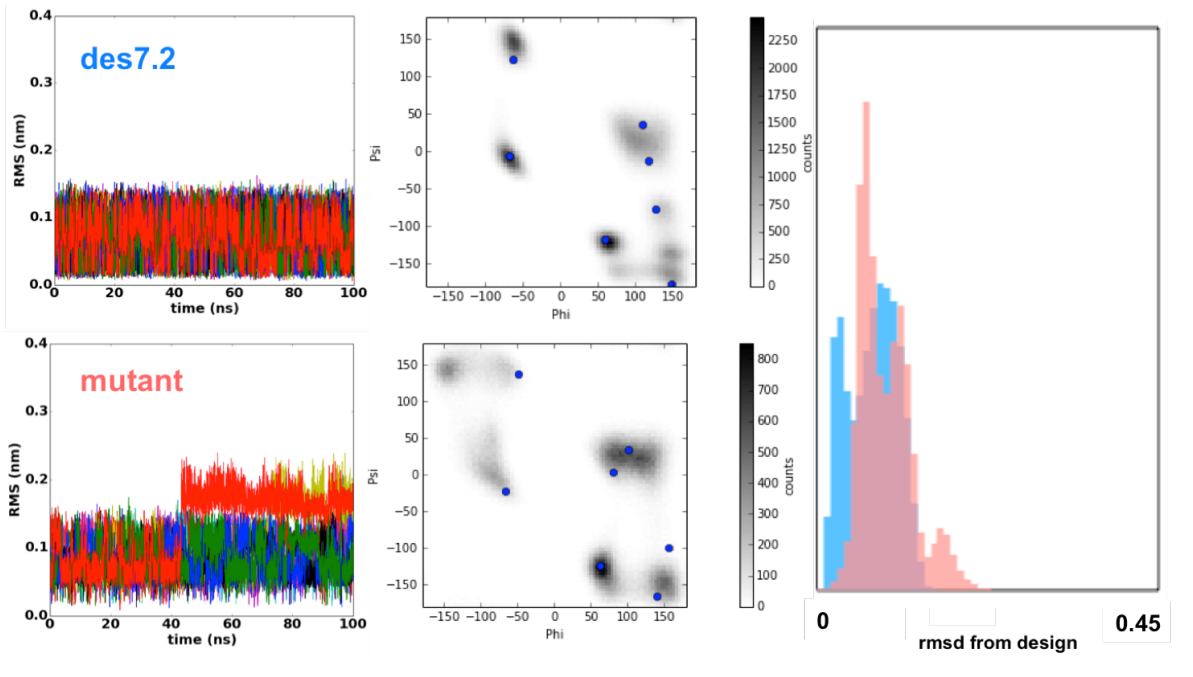 0.4
0.3
0.2
0.1
0.0
RMS (nm)
des7.2
0 20 40 60 80 100
time (ns)
150
100
50
0
−50
−100
−150
Psi
−150 −100 −50 0 50 100 150
Phi
2250
2000
1750
1500
1250
1000
750
500
250
0
counts
0.4
0.3
0.2
0.1
0.0
RMS (nm)
mutant
0 20 40 60 80 100
time (ns)
150
100
50
0
−50
−100
−150
Psi
−150 −100 −50 0 50 100 150
Phi
800
700
600
500
400
300
200
100
0
counts
0 0.45
rmsd from design